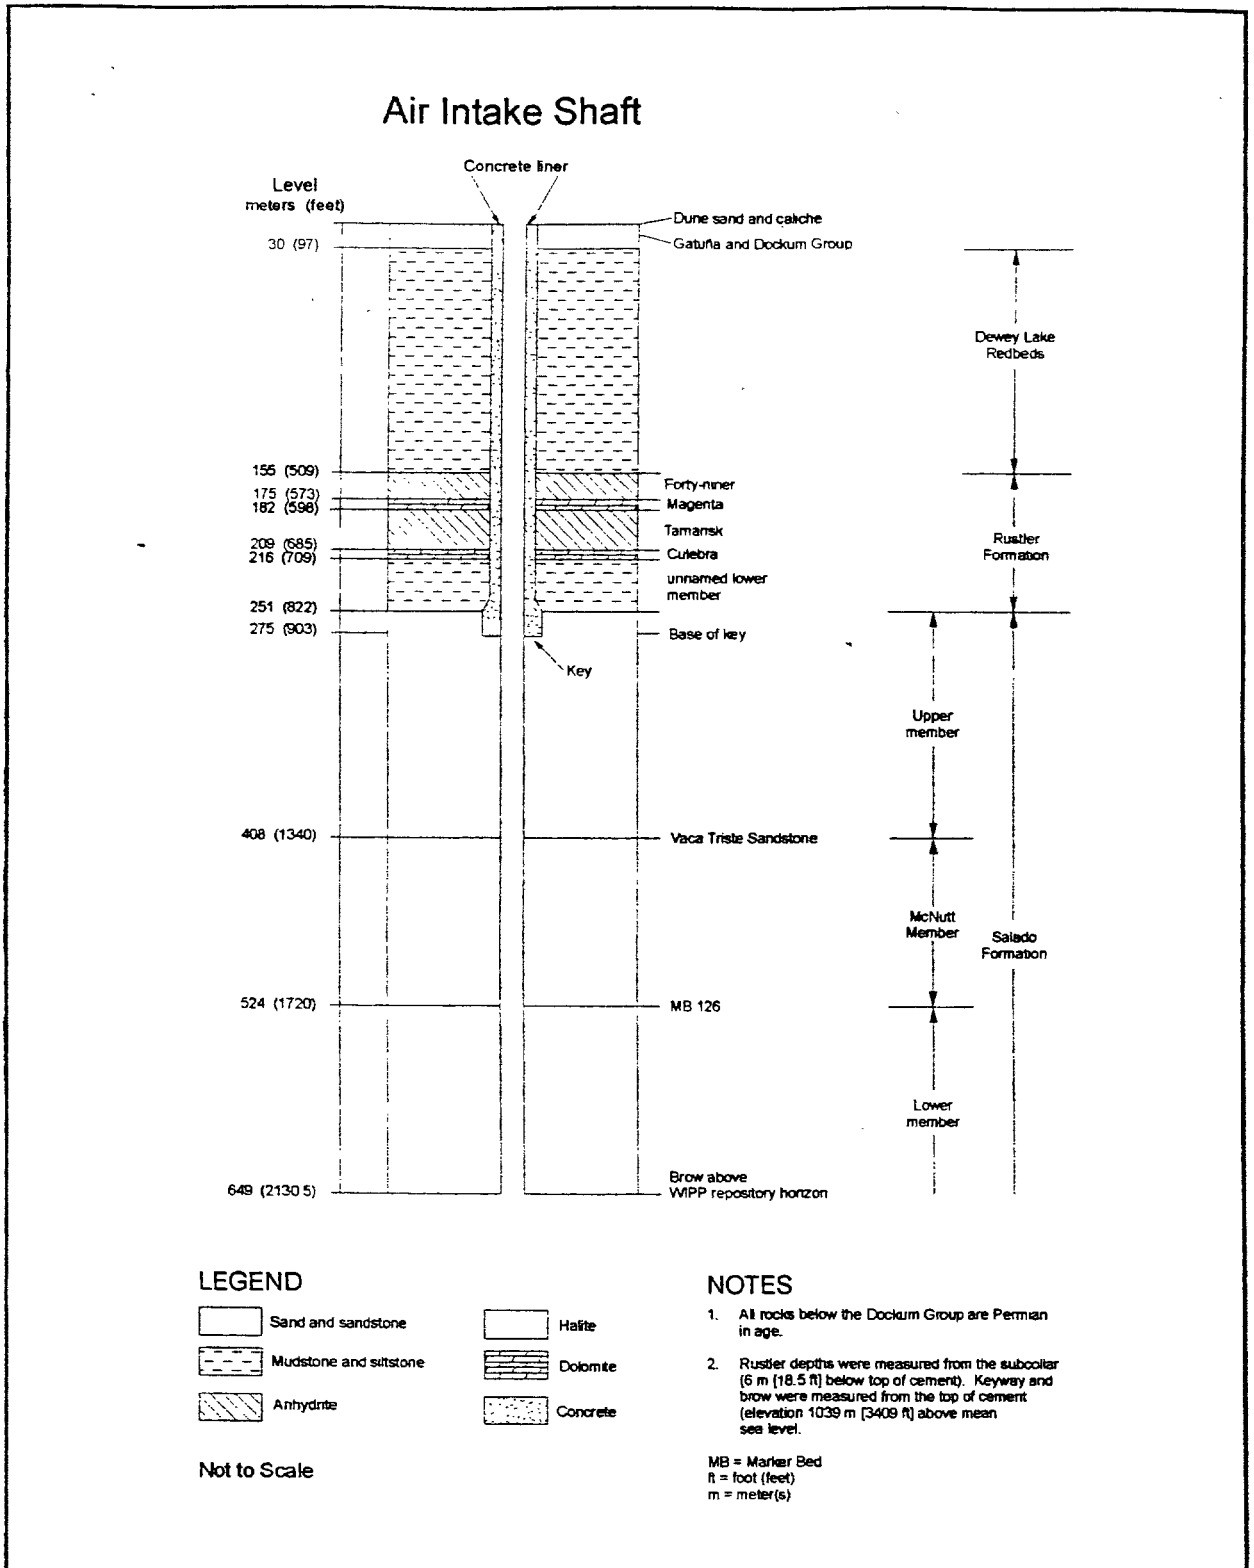 Air Intake Shaft
Concrete liner
Level
meters (feet)
Dune sand and caliche
30 (97)
Gatuña and Dockum Group
Dewey Lake
Redbeds
155 (509)
Forty-niner
175 (573)
Magenta
182 (598)
Tamarisk
Rustler
Formation
209 (685)
Culebra
216 (709)
unnamed lower
member
251 (822)
275 (903)
Base of key
Key
Upper
member
408 (1340)
Vaca Triste Sandstone
McNutt
Member
Salado
Formation
524 (1720)
MB 126
Lower
member
Brow above
649 (2130 5)
WIPP repository horizon
LEGEND
Sand and sandstone
Halite
Mudstone and siltstone
Dolomite
Anhydrite
Concrete
Not to Scale
NOTES
1. All rocks below the Dockum Group are Permian
in age.
2. Rustler depths were measured from the subcollar
(6 m [18.5 ft] below top of cement). Keyway and
brow were measured from the top of cement
(elevation 1039 m [3409 ft] above mean
sea level.
MB = Marker Bed
ft = foot (feet)
m = meter(s)